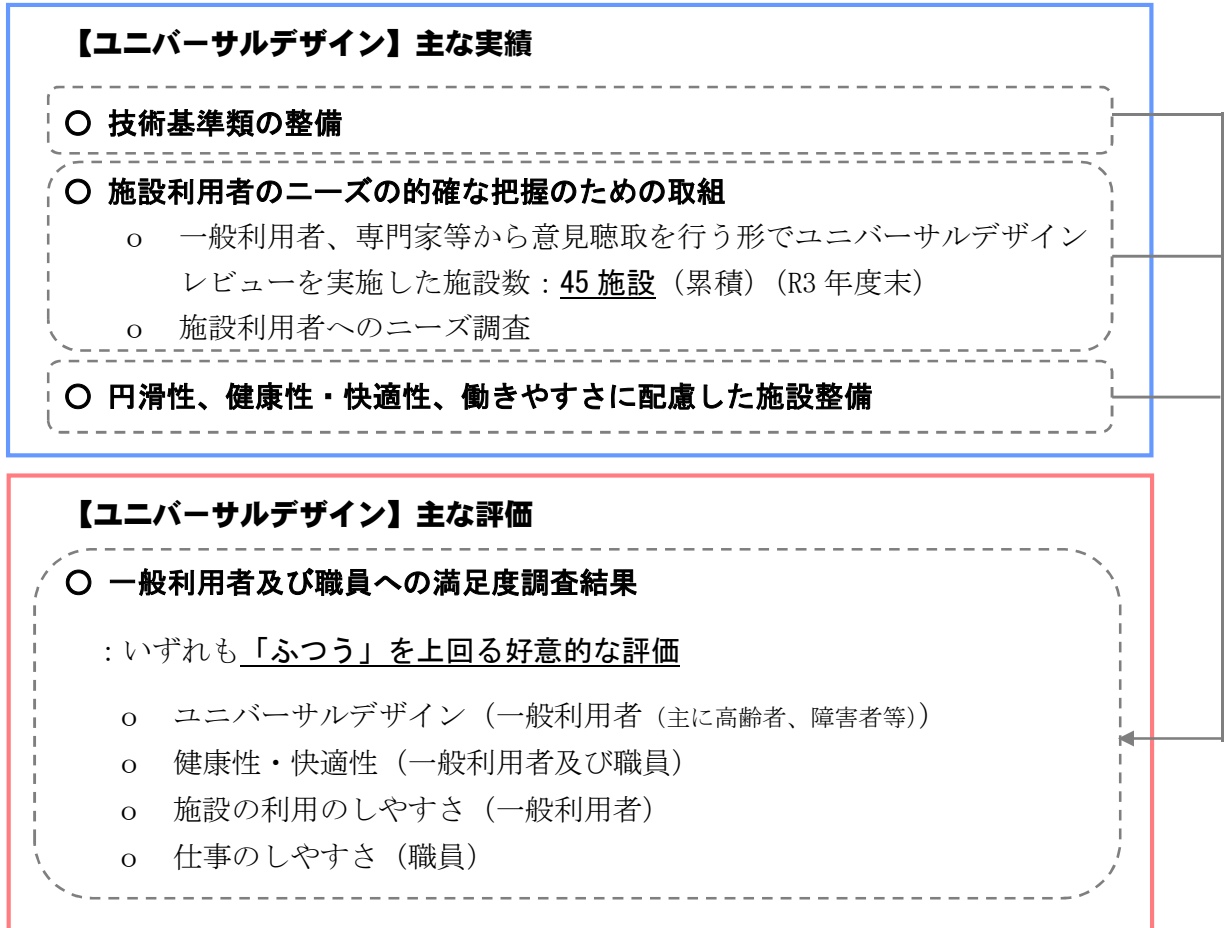 【ユニバーサルデザイン】主な実績
○ 技術基準類の整備
○ 施設利用者のニーズの的確な把握のための取組
o 一般利用者、専門家等から意見聴取を行う形でユニバーサルデザイン
レビューを実施した施設数：45 施設（累積）（R3 年度末）
o 施設利用者へのニーズ調査
○ 円滑性、健康性・快適性、働きやすさに配慮した施設整備
【ユニバーサルデザイン】主な評価
○ 一般利用者及び職員への満足度調査結果
：いずれも「ふつう」を上回る好意的な評価
o ユニバーサルデザイン（一般利用者（主に高齢者、障害者等））
o 健康性・快適性（一般利用者及び職員）
o 施設の利用のしやすさ（一般利用者）
o 仕事のしやすさ（職員）